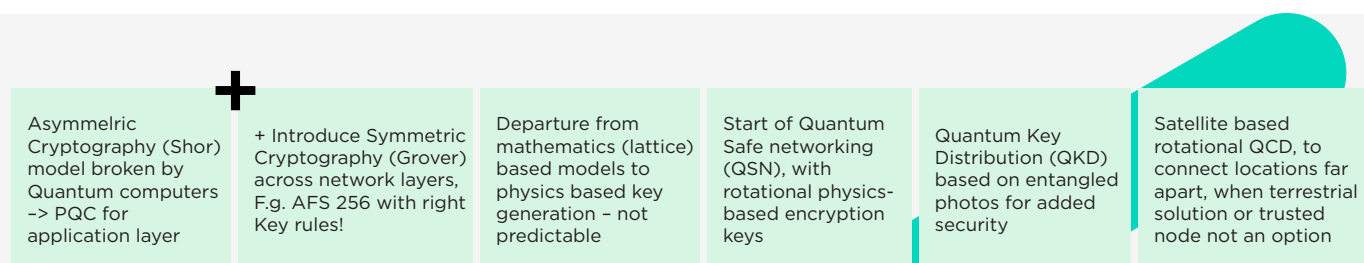 Asymmelric
Cryptography (Shor)
model broken by
Quantum computers
–> PQC for
application layer
+ Introduce Symmetric
Cryptography (Grover)
across network layers,
F.g. AFS 256 with right
Key rules!
Departure from
mathematics (lattice)
based models to
physics based key
generation – not
predictable
Start of Quantum
Safe networking
(QSN), with
rotational physics-
based encryption
keys
Quantum Key
Distribution (QKD)
based on entangled
photos for added
security
Satellite based
rotational QCD, to
connect locations far
apart, when terrestrial
solution or trusted
node not an option